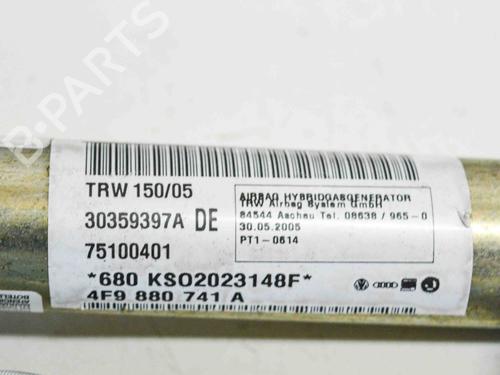 B-PARTS
TRW 150/05
30359397A DE
75100401
*680 KSO2023148F*
4F9 880 741 A
AIRBAG HYBRIDGASGENERATOR
TRW Airbag System GmbH
84544 Aschau Tel. 08638 / 965-0
30.05.2005
PT1-0614